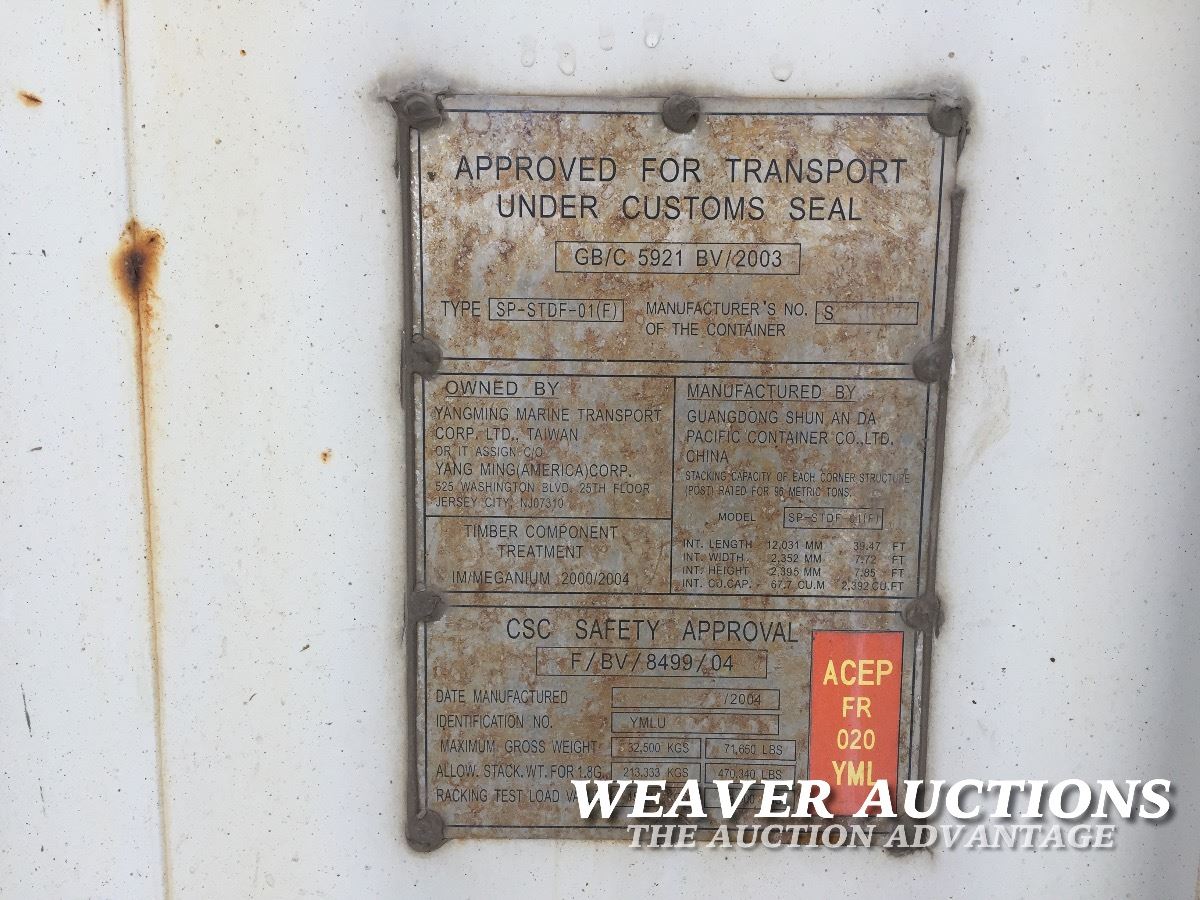 APPROVED FOR TRANSPORT
UNDER CUSTOMS SEAL
GB/C 5921 BV/2003
TYPE SP-STDF-01(F) MANUFACTURER'S NO. S
OF THE CONTAINER
OWNED BY
YANGMING MARINE TRANSPORT
CORP. LTD., TAIWAN
OR IT ASSIGN C/O
YANG MING(AMERICA)CORP.
525 WASHINGTON BLVD. 25TH FLOOR
JERSEY CITY, NJ07310
TIMBER COMPONENT
TREATMENT
IM/MEGANIUM 2000/2004
MANUFACTURED BY
GUANGDONG SHUN AN DA
PACIFIC CONTAINER CO.,LTD.
CHINA
STACKING CAPACITY OF EACH CORNER STRUCTURE
(POST) RATED FOR 96 METRIC TONS.
MODEL SP-STDF-01(F)
INT. LENGTH 12,031 MM 39.47 FT
INT. WIDTH 2,352 MM 7.72 FT
INT. HEIGHT 2,395 MM 7.85 FT
INT. CU.CAP. 67.7 CU.M 2,392 CU.FT
CSC SAFETY APPROVAL
F/BV/8499/04
DATE MANUFACTURED /2004
IDENTIFICATION NO. YMLU
MAXIMUM GROSS WEIGHT 32,500 KGS 71,650 LBS
ALLOW. STACK. WT. FOR 1.8G. 213,333 KGS 470,340 LBS
RACKING TEST LOAD
ACEP
FR
020
YML
WEAVER AUCTIONS
THE AUCTION ADVANTAGE